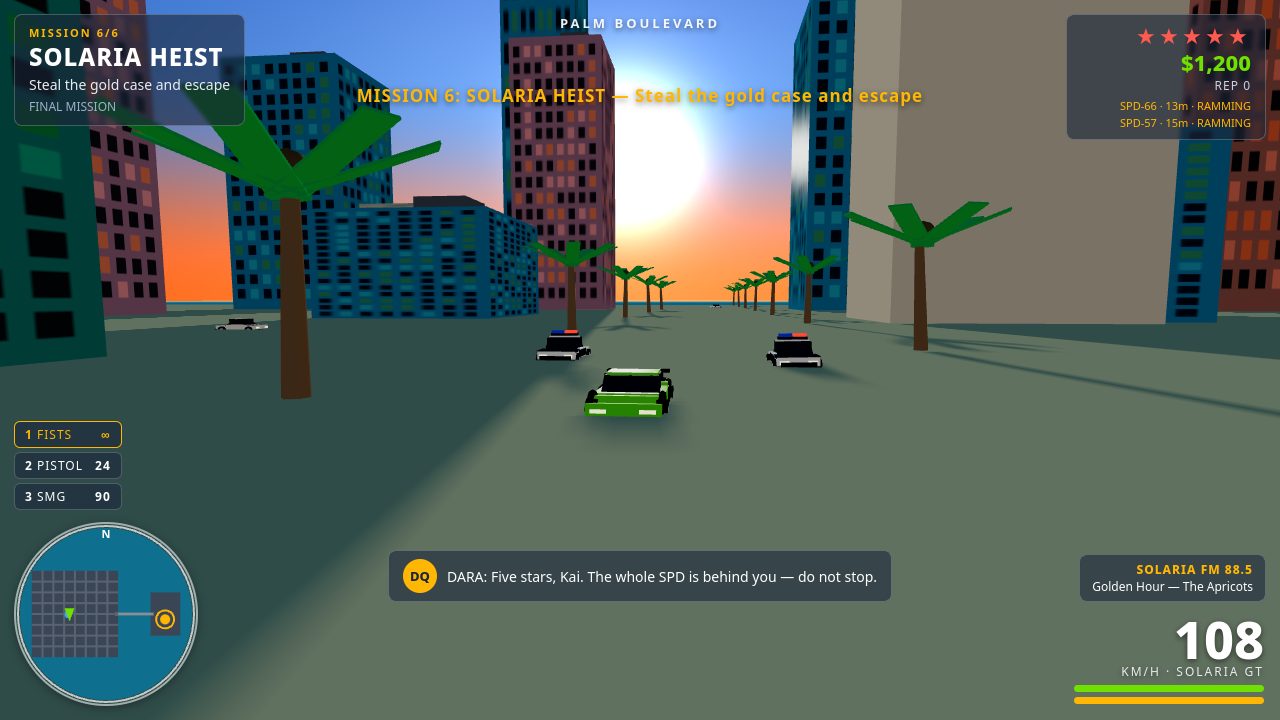 MISSION 6/6
SOLARIA HEIST
Steal the gold case and escape
FINAL MISSION
PALM BOULEVARD
MISSION 6: SOLARIA HEIST — Steal the gold case and escape
★★★★★
$1,200
REP 0
SPD-66 · 13m · RAMMING
SPD-57 · 15m · RAMMING
1 FISTS ∞
2 PISTOL 24
3 SMG 90
N
DQ
DARA: Five stars, Kai. The whole SPD is behind you — do not stop.
SOLARIA FM 88.5
Golden Hour — The Apricots
108
KM/H · SOLARIA GT